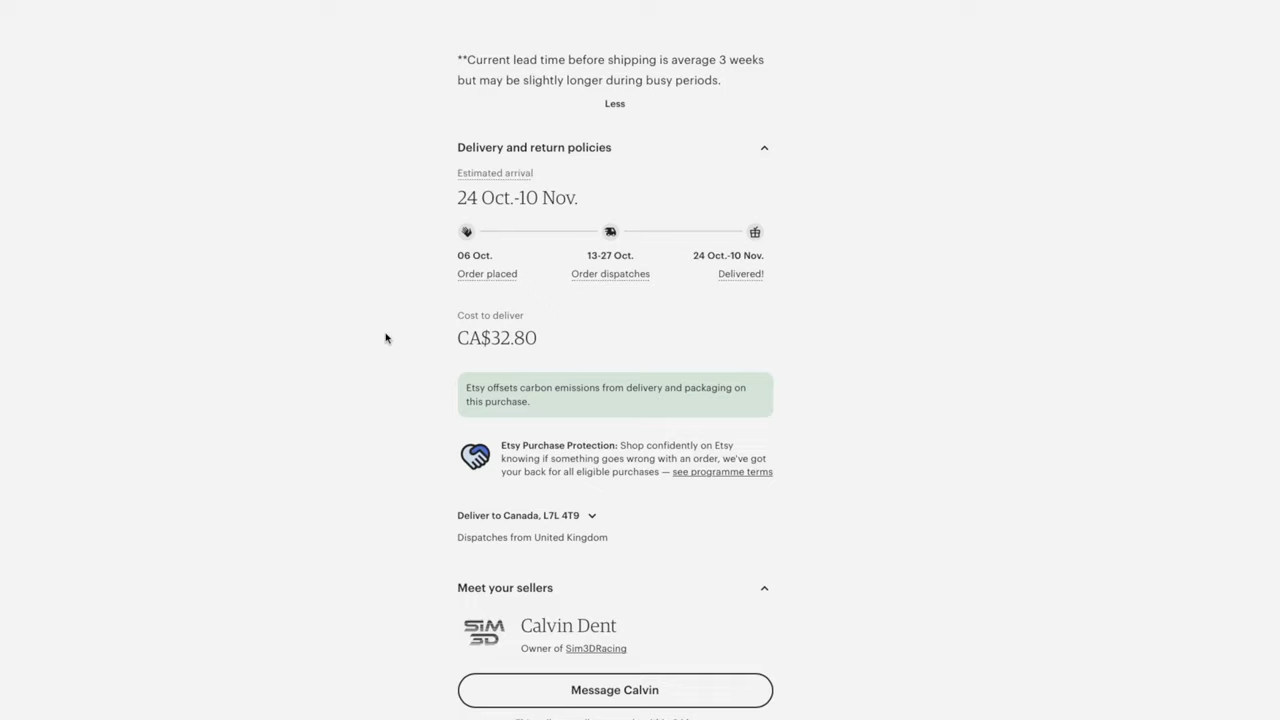 **Current lead time before shipping is average 3 weeks
but may be slightly longer during busy periods.
Less
Delivery and return policies
Estimated arrival
24 Oct.-10 Nov.
06 Oct. 13-27 Oct. 24 Oct.-10 Nov.
Order placed Order dispatches Delivered!
Cost to deliver
CA$32.80
Etsy offsets carbon emissions from delivery and packaging on
this purchase.
Etsy Purchase Protection: Shop confidently on Etsy
knowing if something goes wrong with an order, we've got
your back for all eligible purchases — see programme terms
Deliver to Canada, L7L 4T9
Dispatches from United Kingdom
Meet your sellers
SIM
3D
Calvin Dent
Owner of Sim3DRacing
Message Calvin